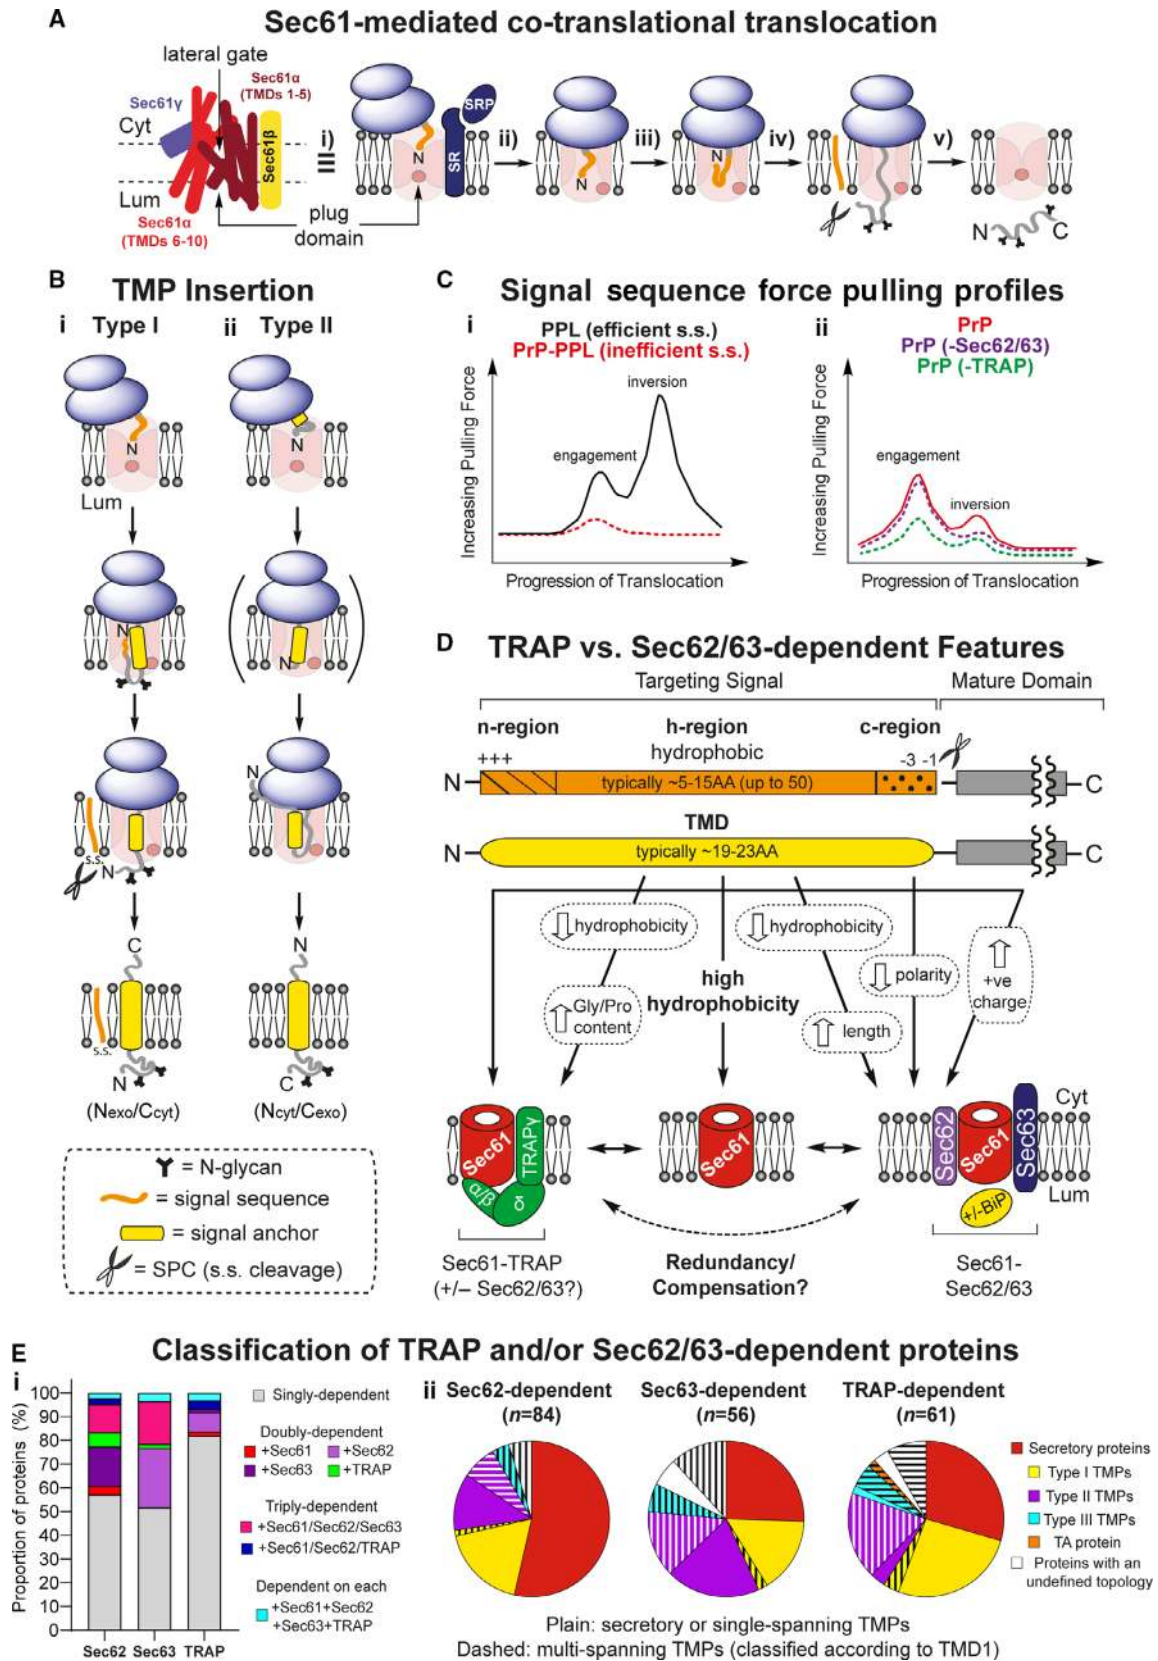 A
Sec61-mediated co-translational translocation
lateral gate
Sec61γ
Sec61α
(TMDs 1-5)
Cyt
Sec61β
Lum
Sec61α
(TMDs 6-10)
plug
domain
i)
N
SR
SRP
ii)
N
iii)
N
iv)
v)
N
C
B
TMP Insertion
i
Type I
ii
Type II
N
N
Lum
N
N
N
s.s.
N
C
N
s.s.
N
C
(Nexo/Ccyt)
(Ncyt/Cexo)
= N-glycan
= signal sequence
= signal anchor
= SPC (s.s. cleavage)
C
Signal sequence force pulling profiles
i
PPL (efficient s.s.)
PrP-PPL (inefficient s.s.)
inversion
engagement
Increasing Pulling Force
Progression of Translocation
ii
PrP
PrP (-Sec62/63)
PrP (-TRAP)
engagement
inversion
Increasing Pulling Force
Progression of Translocation
D
TRAP vs. Sec62/63-dependent Features
Targeting Signal
Mature Domain
n-region
h-region
c-region
hydrophobic
+++
-3 -1
N
typically ~5-15AA (up to 50)
C
TMD
N
typically ~19-23AA
C
hydrophobicity
hydrophobicity
Gly/Pro
content
high
hydrophobicity
length
polarity
+ve
charge
Sec61
TRAPγ
α/β
δ
Sec61
Sec62
Sec61
Sec63
+/-BiP
Cyt
Lum
Sec61-TRAP
(+/– Sec62/63?)
Redundancy/
Compensation?
Sec61-
Sec62/63
E
Classification of TRAP and/or Sec62/63-dependent proteins
i
Proportion of proteins (%)
100
90
80
70
60
50
40
30
20
10
0
Sec62
Sec63
TRAP
Singly-dependent
Doubly-dependent
+Sec61
+Sec62
+Sec63
+TRAP
Triply-dependent
+Sec61/Sec62/Sec63
+Sec61/Sec62/TRAP
Dependent on each
+Sec61+Sec62
+Sec63+TRAP
ii
Sec62-dependent
(n=84)
Sec63-dependent
(n=56)
TRAP-dependent
(n=61)
Secretory proteins
Type I TMPs
Type II TMPs
Type III TMPs
TA protein
Proteins with an
undefined topology
Plain: secretory or single-spanning TMPs
Dashed: multi-spanning TMPs (classified according to TMD1)